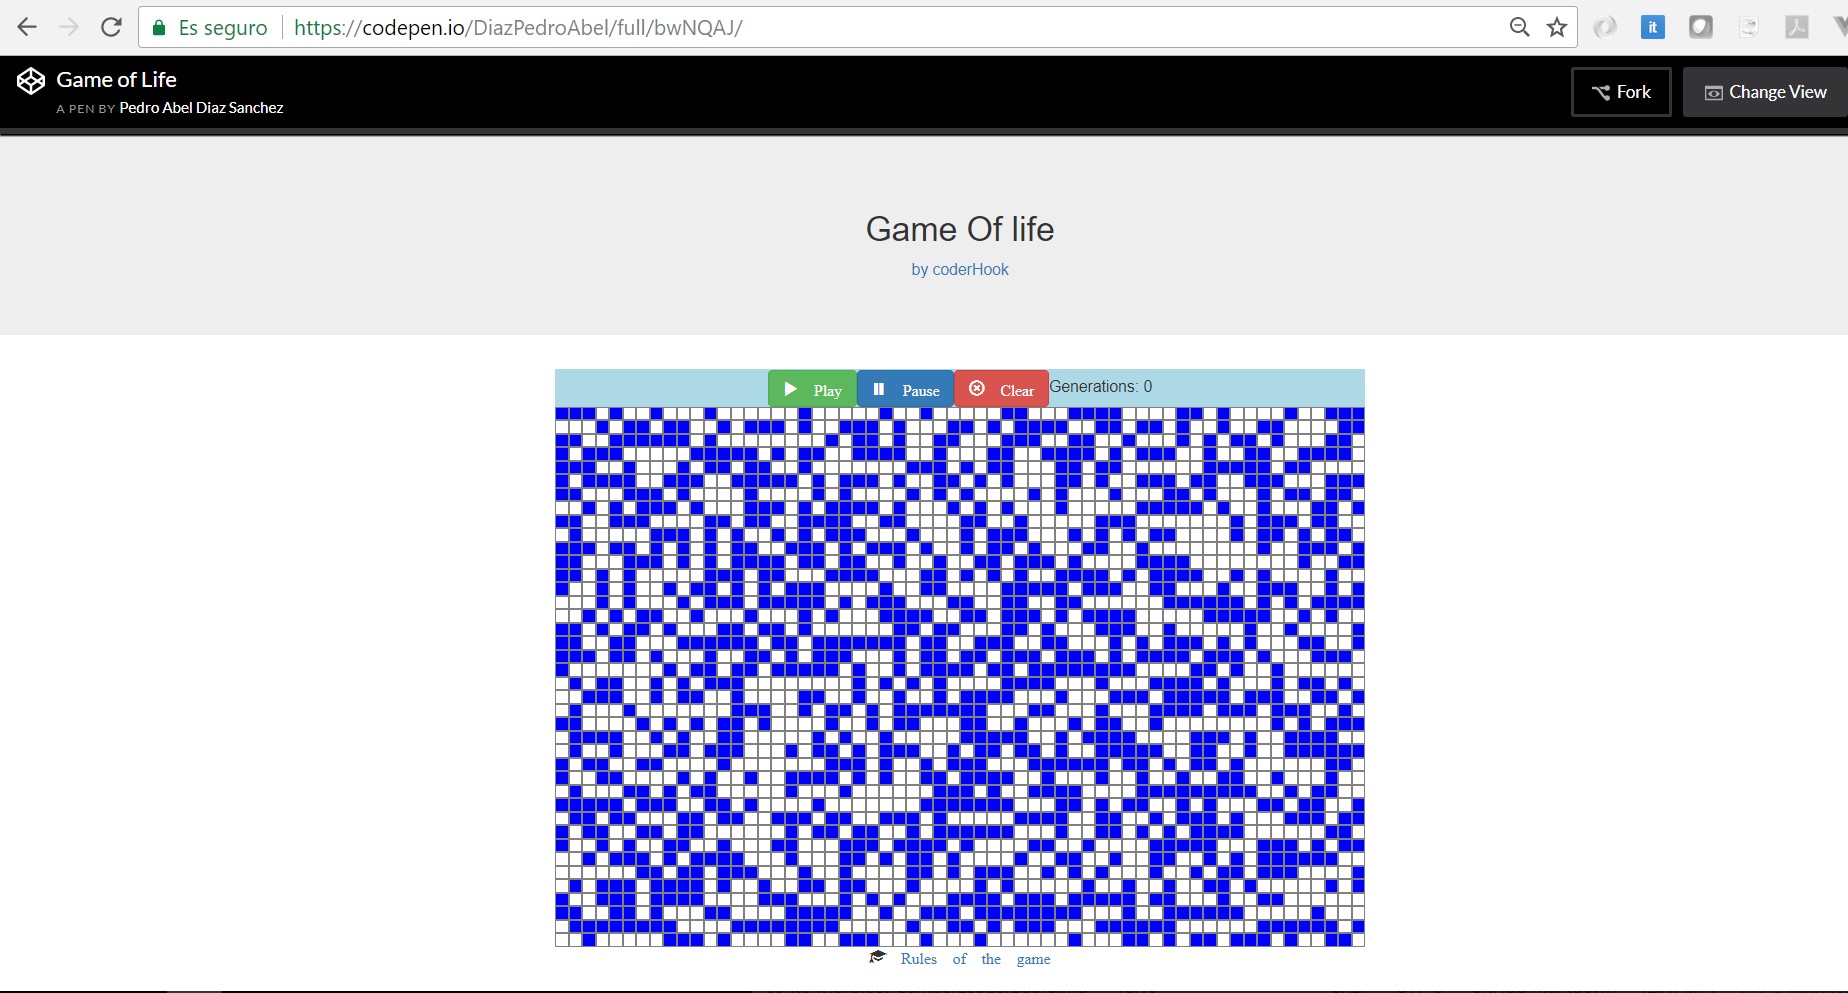 Es seguro https://codepen.io/DiazPedroAbel/full/bwNQAJ/
it
Game of Life
A PEN BY Pedro Abel Diaz Sanchez
Fork
Change View
Game Of life
by coderHook
Play Pause Clear Generations: 0
Rules of the game